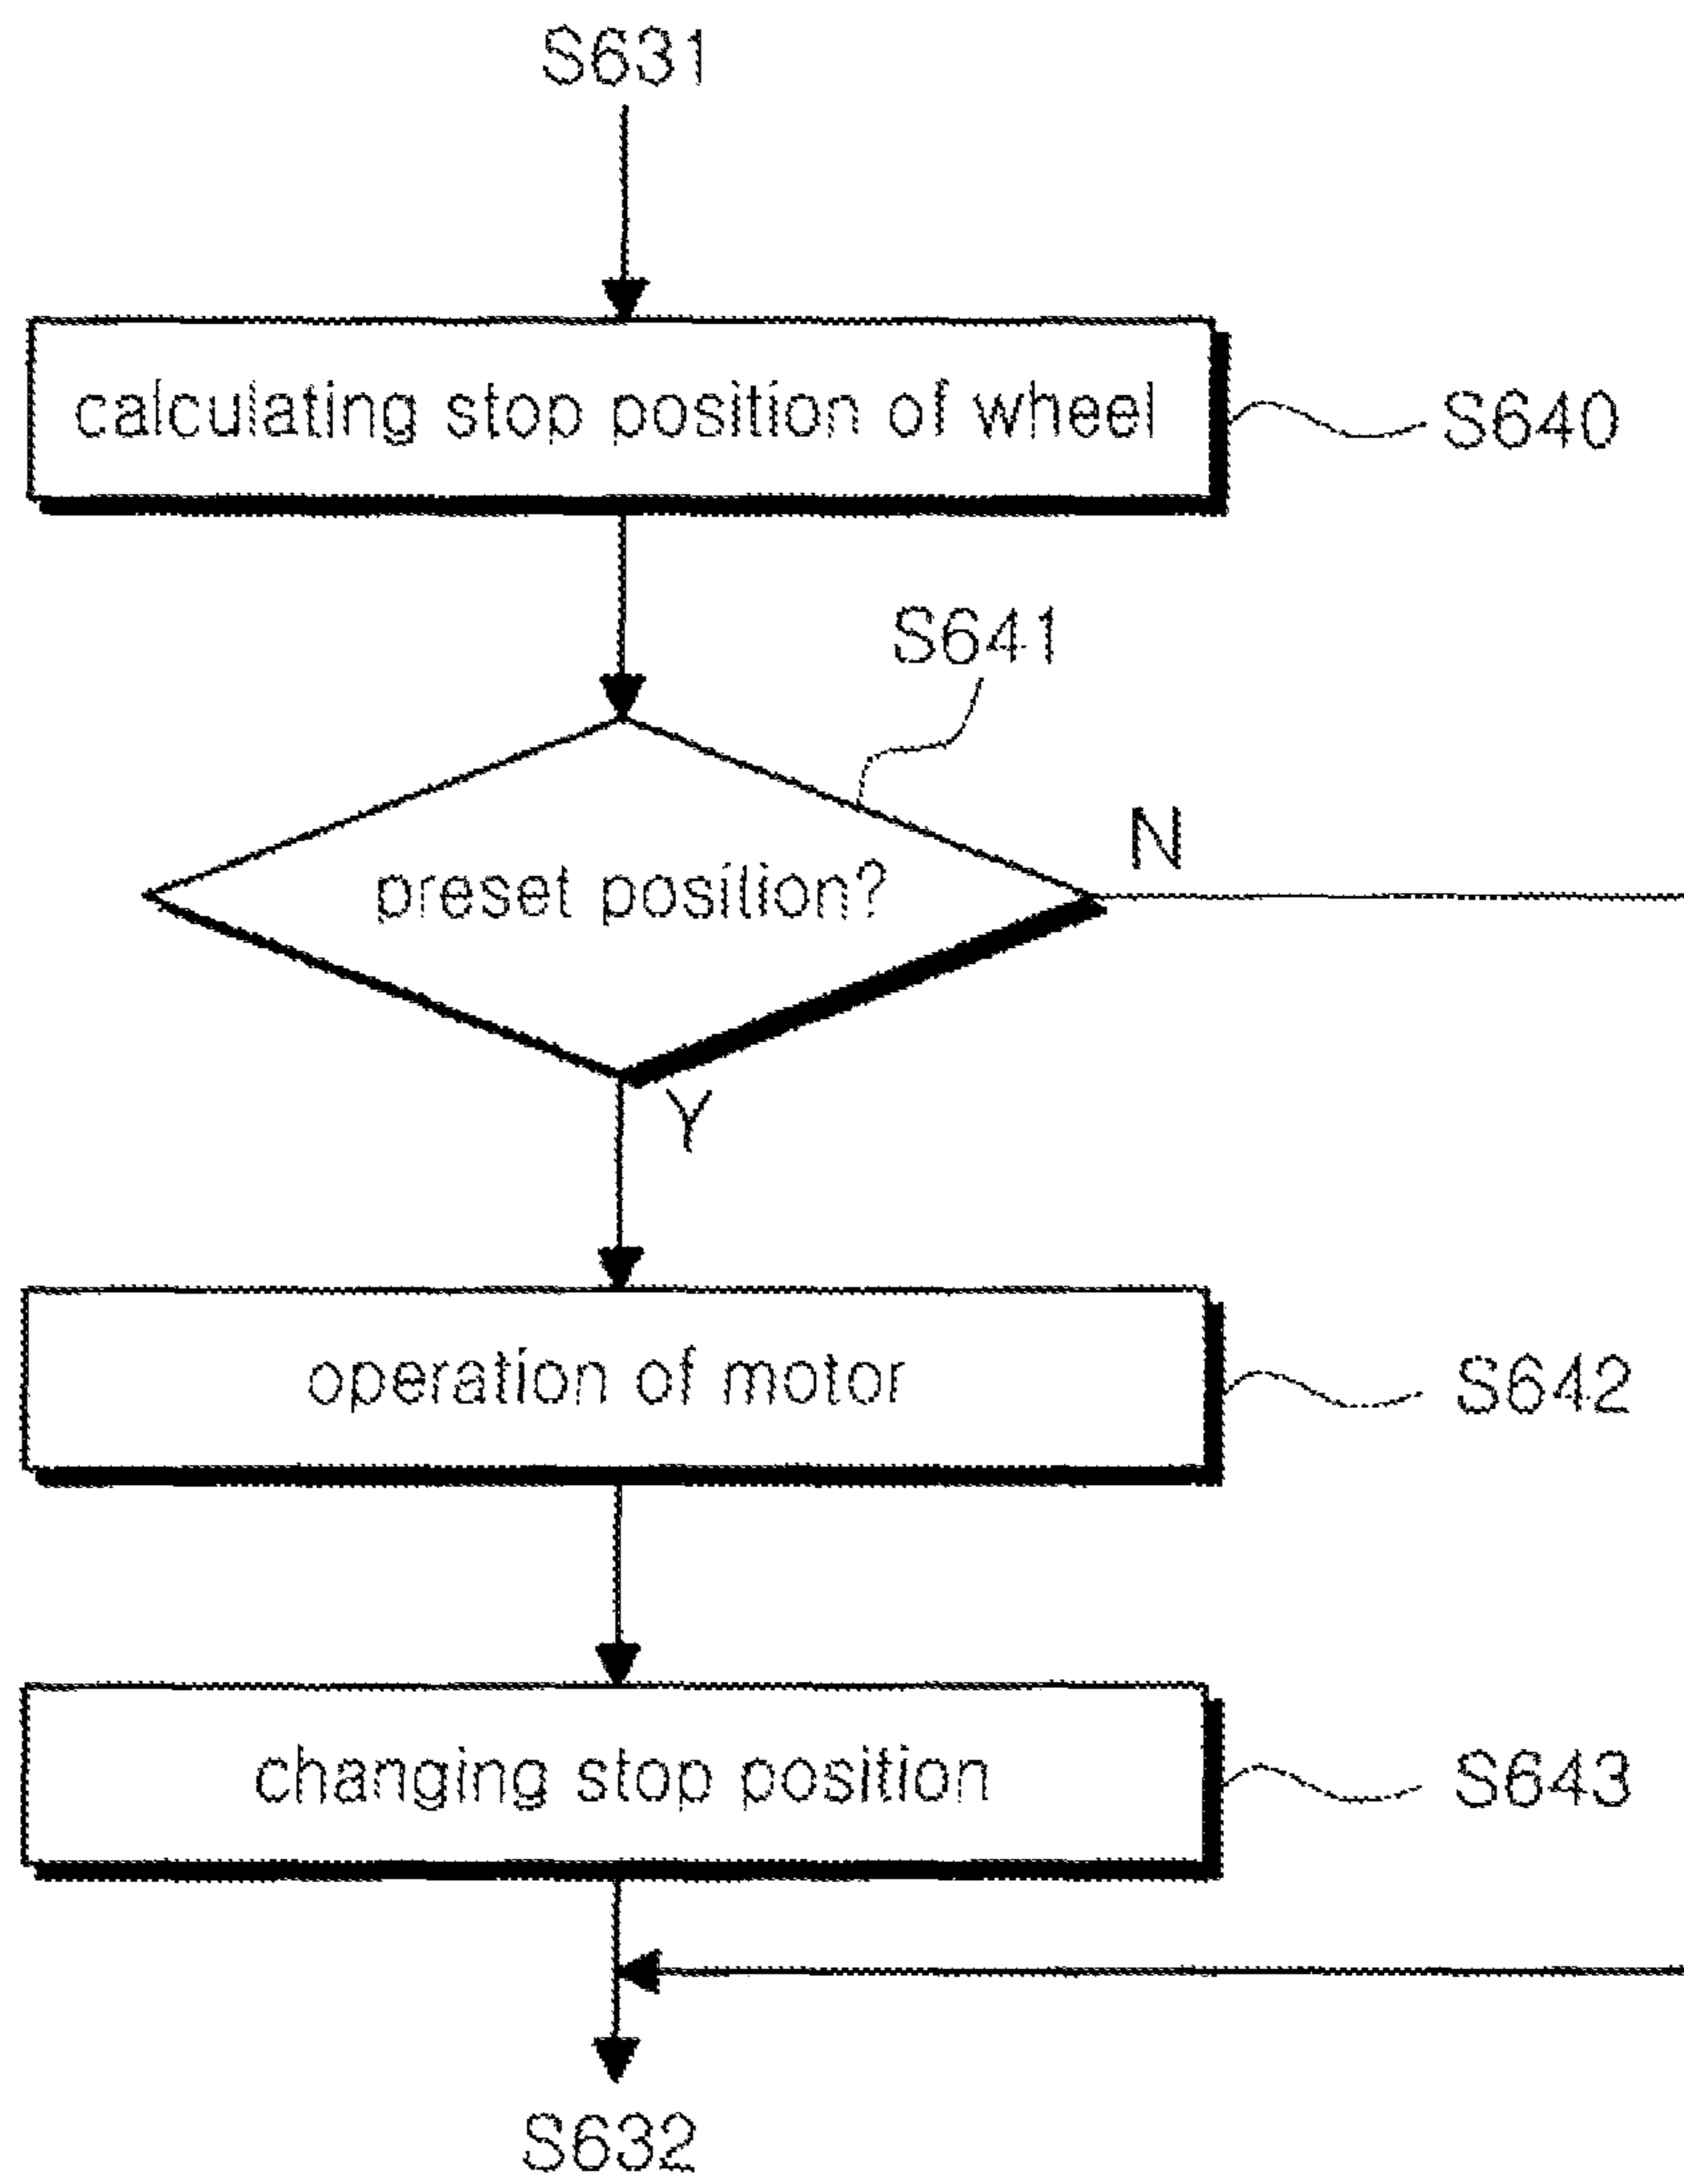 S631
calculating stop position of wheel
S640
S641
N
preset position?
Y
operation of motor
S642
changing stop position
S643
S632